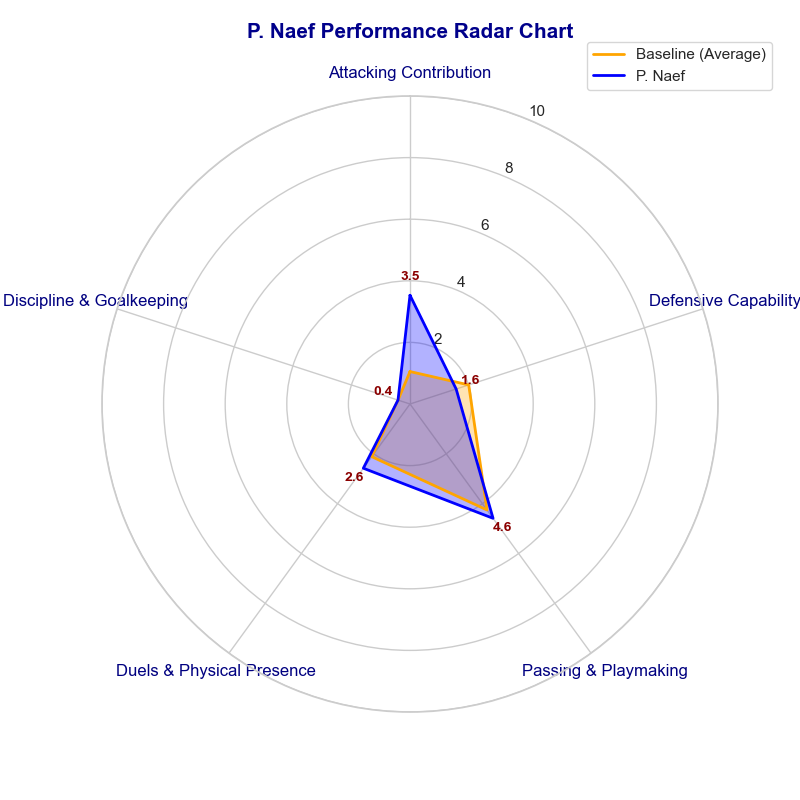 P. Naef Performance Radar Chart
Baseline (Average)
P. Naef
Attacking Contribution
10
8
6
4
2
3.5
Discipline & Goalkeeping
Defensive Capability
1.6
0.4
2.6
4.6
Duels & Physical Presence
Passing & Playmaking